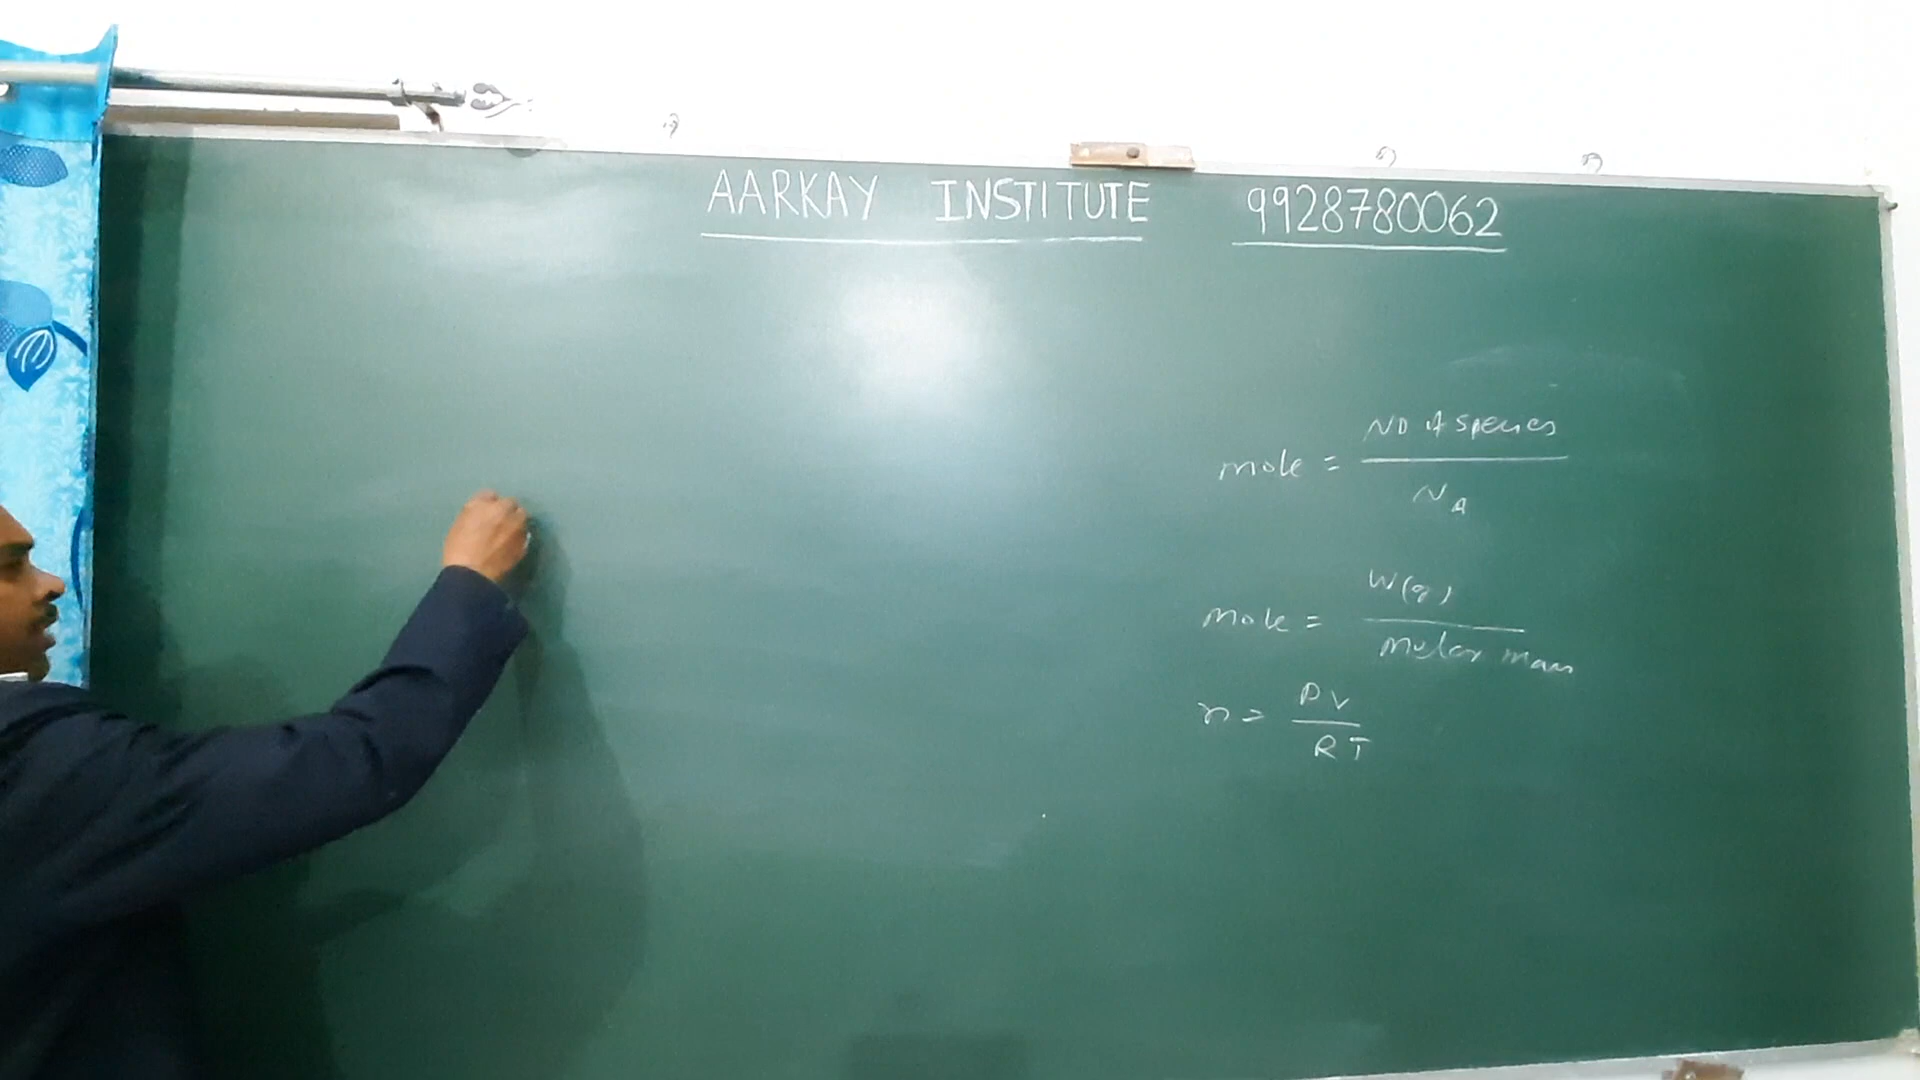 AARKAY INSTITUTE 9928780062
mole = No of species / N_A
mole = W(g) / molar mass
n = PV / RT